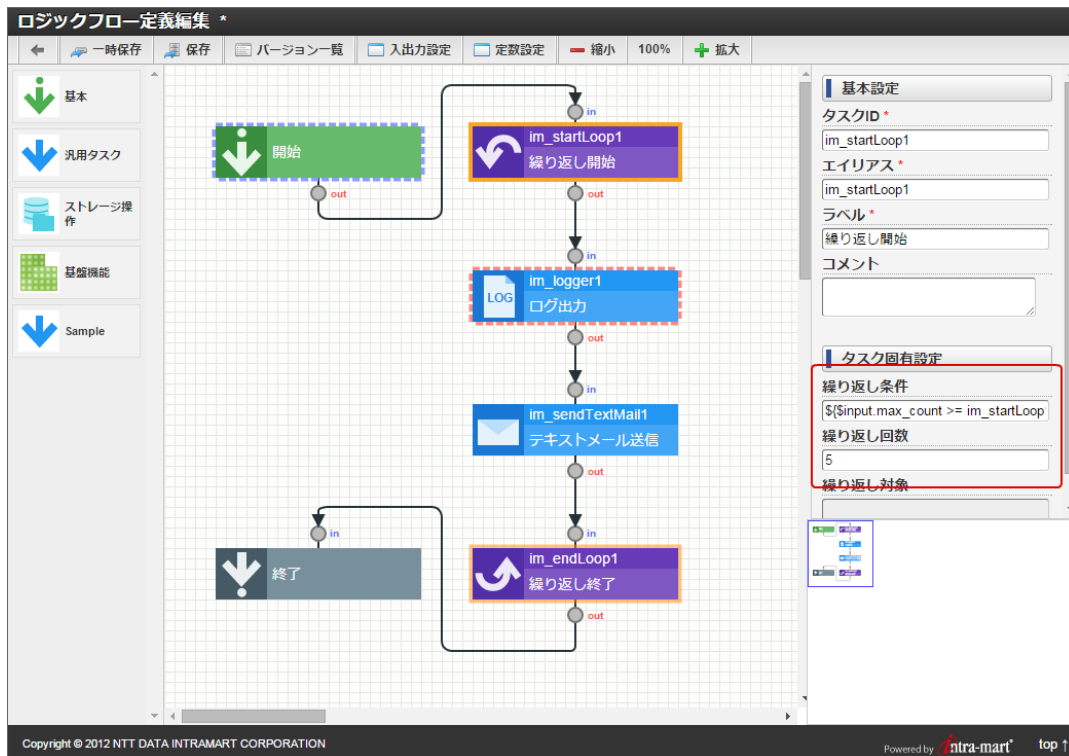 ロジックフロー定義編集 *
一時保存
保存
バージョン一覧
入出力設定
定数設定
縮小
100%
拡大
基本
汎用タスク
ストレージ操
作
基盤機能
Sample
開始
out
in
im_startLoop1
繰り返し開始
out
in
LOG
im_logger1
ログ出力
out
in
im_sendTextMail1
テキストメール送信
out
in
im_endLoop1
繰り返し終了
out
in
終了
基本設定
タスクID *
im_startLoop1
エイリアス *
im_startLoop1
ラベル *
繰り返し開始
コメント
タスク固有設定
繰り返し条件
${$input.max_count >= im_startLoop
繰り返し回数
5
繰り返し対象
Copyright © 2012 NTT DATA INTRAMART CORPORATION
Powered by intra-mart
top ↑